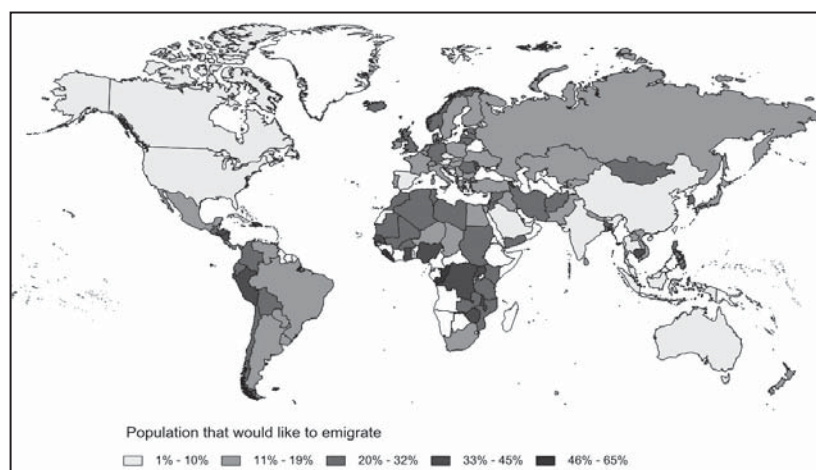 Population that would like to emigrate
1% - 10% 11% - 19% 20% - 32% 33% - 45% 46% - 65%